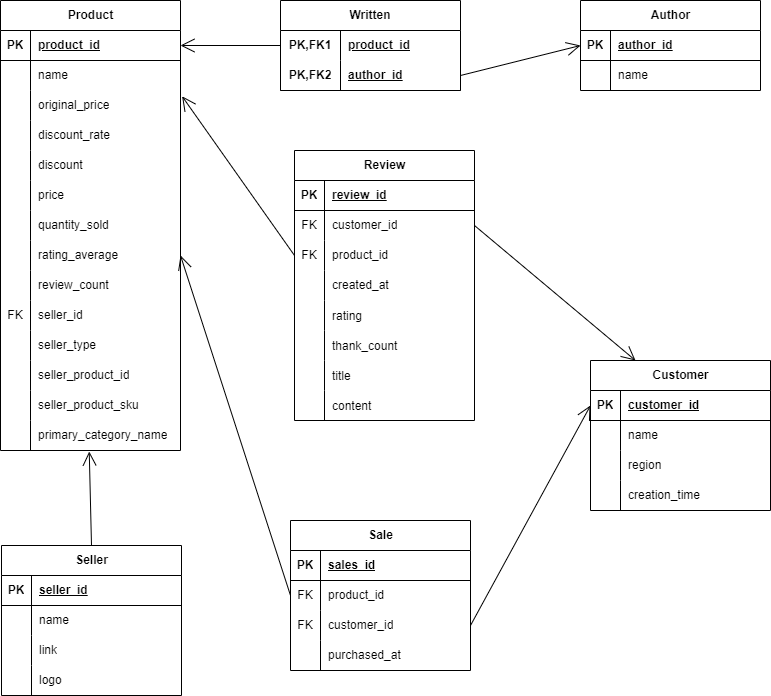 Product
PK product_id
name
original_price
discount_rate
discount
price
quantity_sold
rating_average
review_count
FK seller_id
seller_type
seller_product_id
seller_product_sku
primary_category_name
Written
PK,FK1 product_id
PK,FK2 author_id
Author
PK author_id
name
Review
PK review_id
FK customer_id
FK product_id
created_at
rating
thank_count
title
content
Customer
PK customer_id
name
region
creation_time
Seller
PK seller_id
name
link
logo
Sale
PK sales_id
FK product_id
FK customer_id
purchased_at